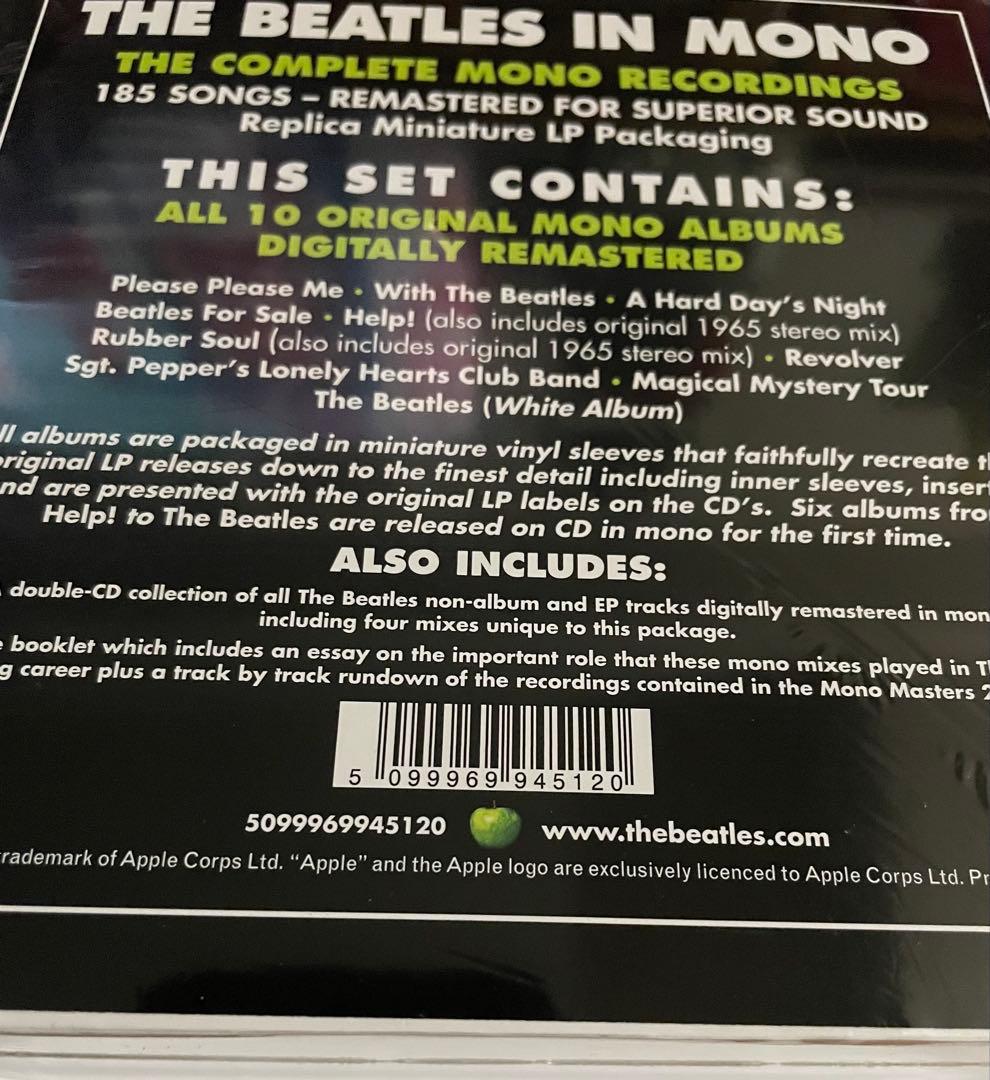 THE BEATLES IN MONO
THE COMPLETE MONO RECORDINGS
185 SONGS – REMASTERED FOR SUPERIOR SOUND
Replica Miniature LP Packaging
THIS SET CONTAINS:
ALL 10 ORIGINAL MONO ALBUMS
DIGITALLY REMASTERED
Please Please Me • With The Beatles • A Hard Day's Night
Beatles For Sale • Help! (also includes original 1965 stereo mix)
Rubber Soul (also includes original 1965 stereo mix) • Revolver
Sgt. Pepper's Lonely Hearts Club Band • Magical Mystery Tour
The Beatles (White Album)
ll albums are packaged in miniature vinyl sleeves that faithfully recreate t
original LP releases down to the finest detail including inner sleeves, insert
nd are presented with the original LP labels on the CD's. Six albums fro
Help! to The Beatles are released on CD in mono for the first time.
ALSO INCLUDES:
double-CD collection of all The Beatles non-album and EP tracks digitally remastered in mon
including four mixes unique to this package.
booklet which includes an essay on the important role that these mono mixes played in T
g career plus a track by track rundown of the recordings contained in the Mono Masters 2
5 099969 945120
5099969945120 www.thebeatles.com
rademark of Apple Corps Ltd. "Apple" and the Apple logo are exclusively licenced to Apple Corps Ltd. Pr